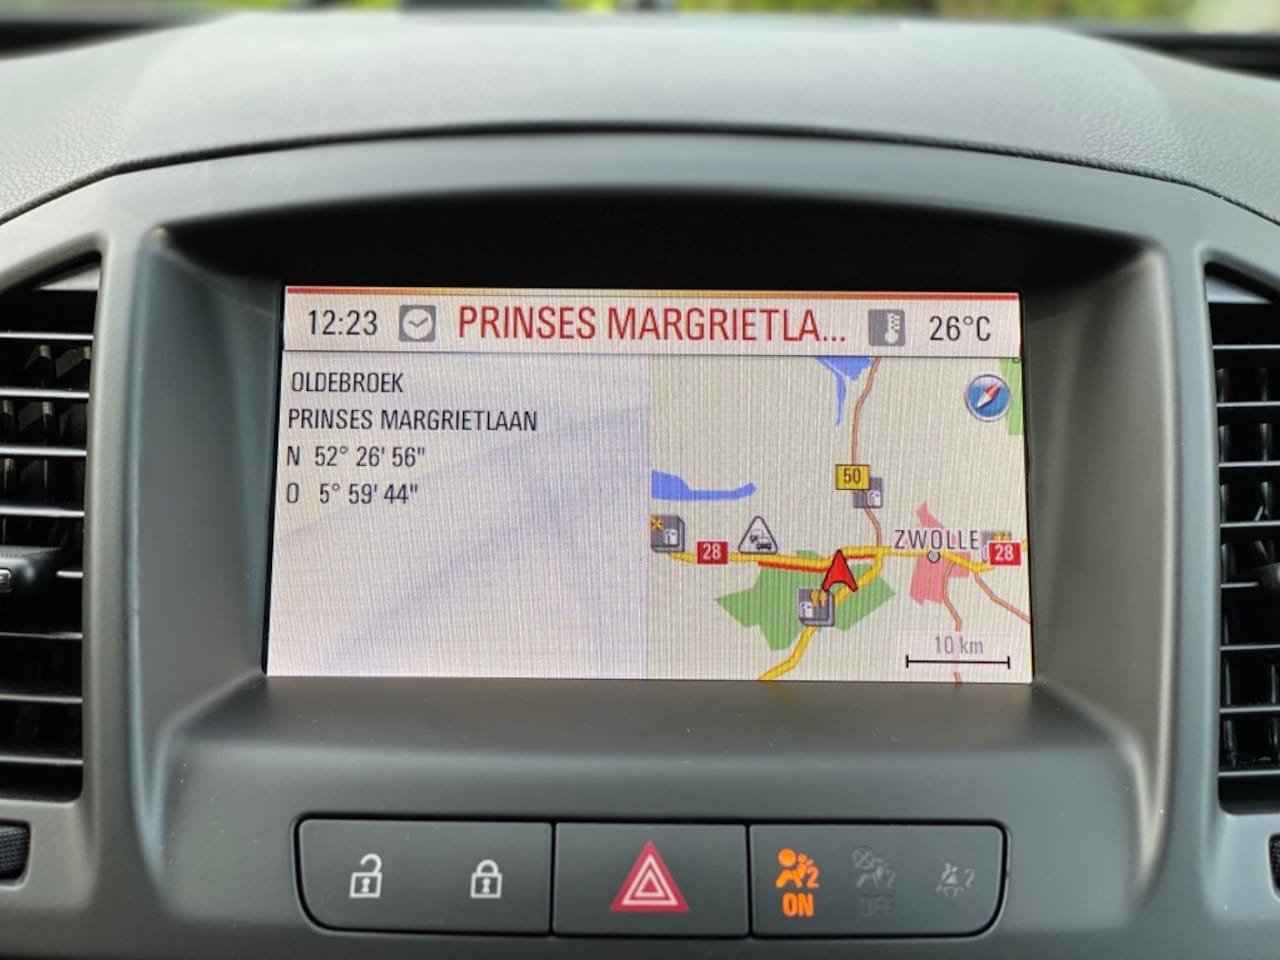 12:23 PRINSES MARGRIETLA... 26°C
OLDEBROEK
PRINSES MARGRIETLAAN
N 52° 26' 56"
O 5° 59' 44"
50
ZWOLLE
28
28
10 km
2
ON
2
OFF
2